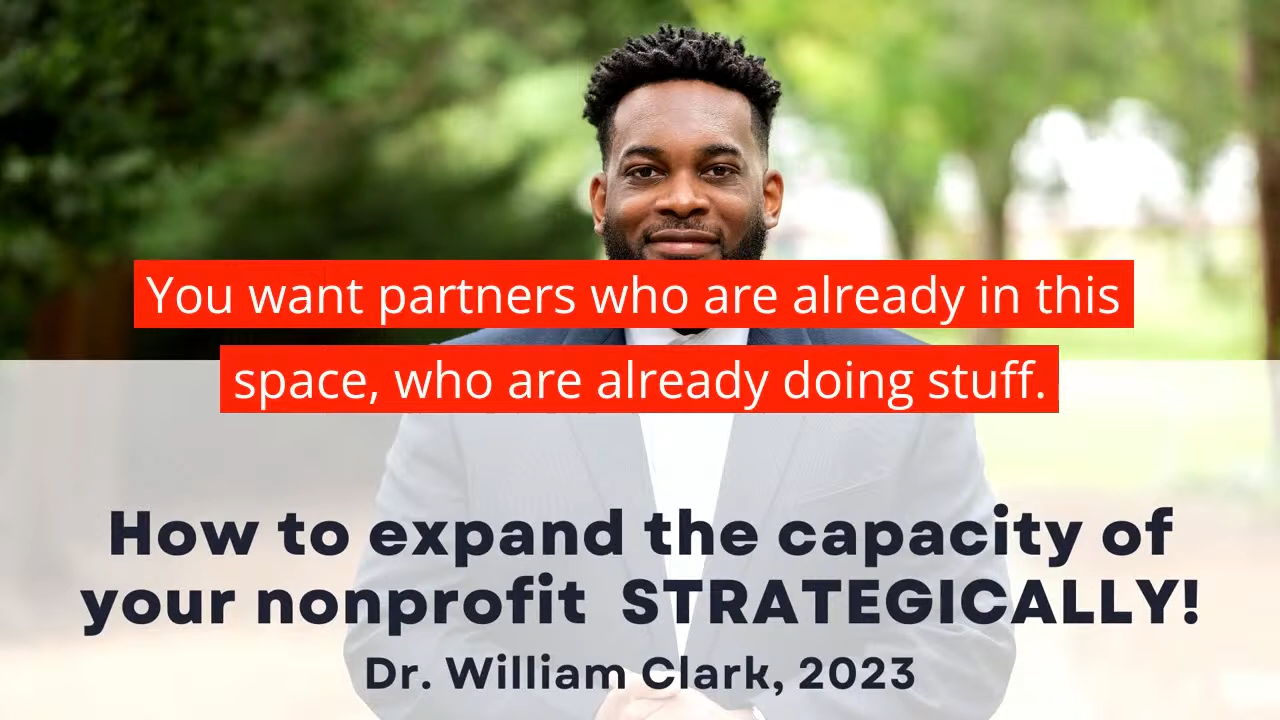 You want partners who are already in this
space, who are already doing stuff.
How to expand the capacity of
your nonprofit STRATEGICALLY!
Dr. William Clark, 2023